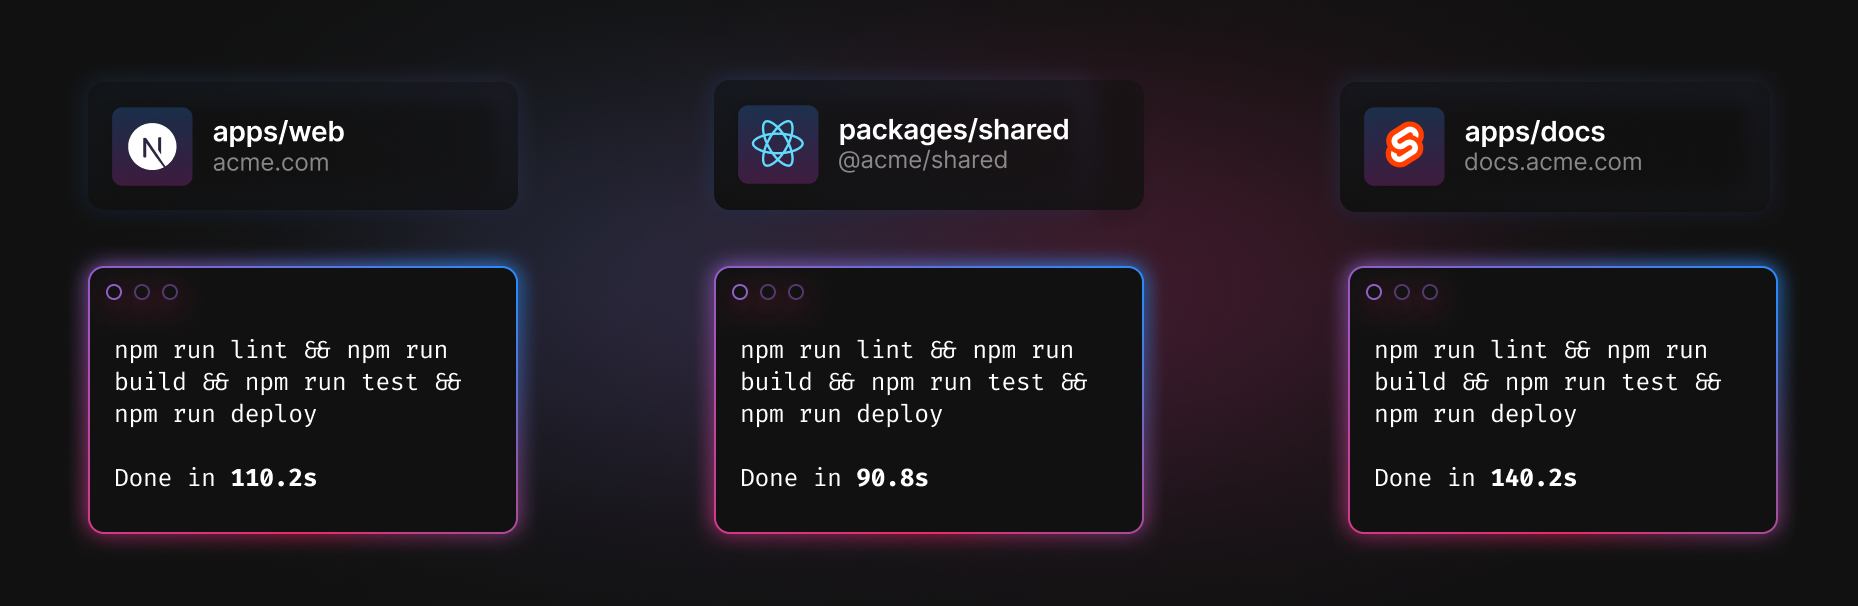 apps/web
acme.com
packages/shared
@acme/shared
apps/docs
docs.acme.com
npm run lint && npm run
build && npm run test &&
npm run deploy
Done in 110.2s
npm run lint && npm run
build && npm run test &&
npm run deploy
Done in 90.8s
npm run lint && npm run
build && npm run test &&
npm run deploy
Done in 140.2s